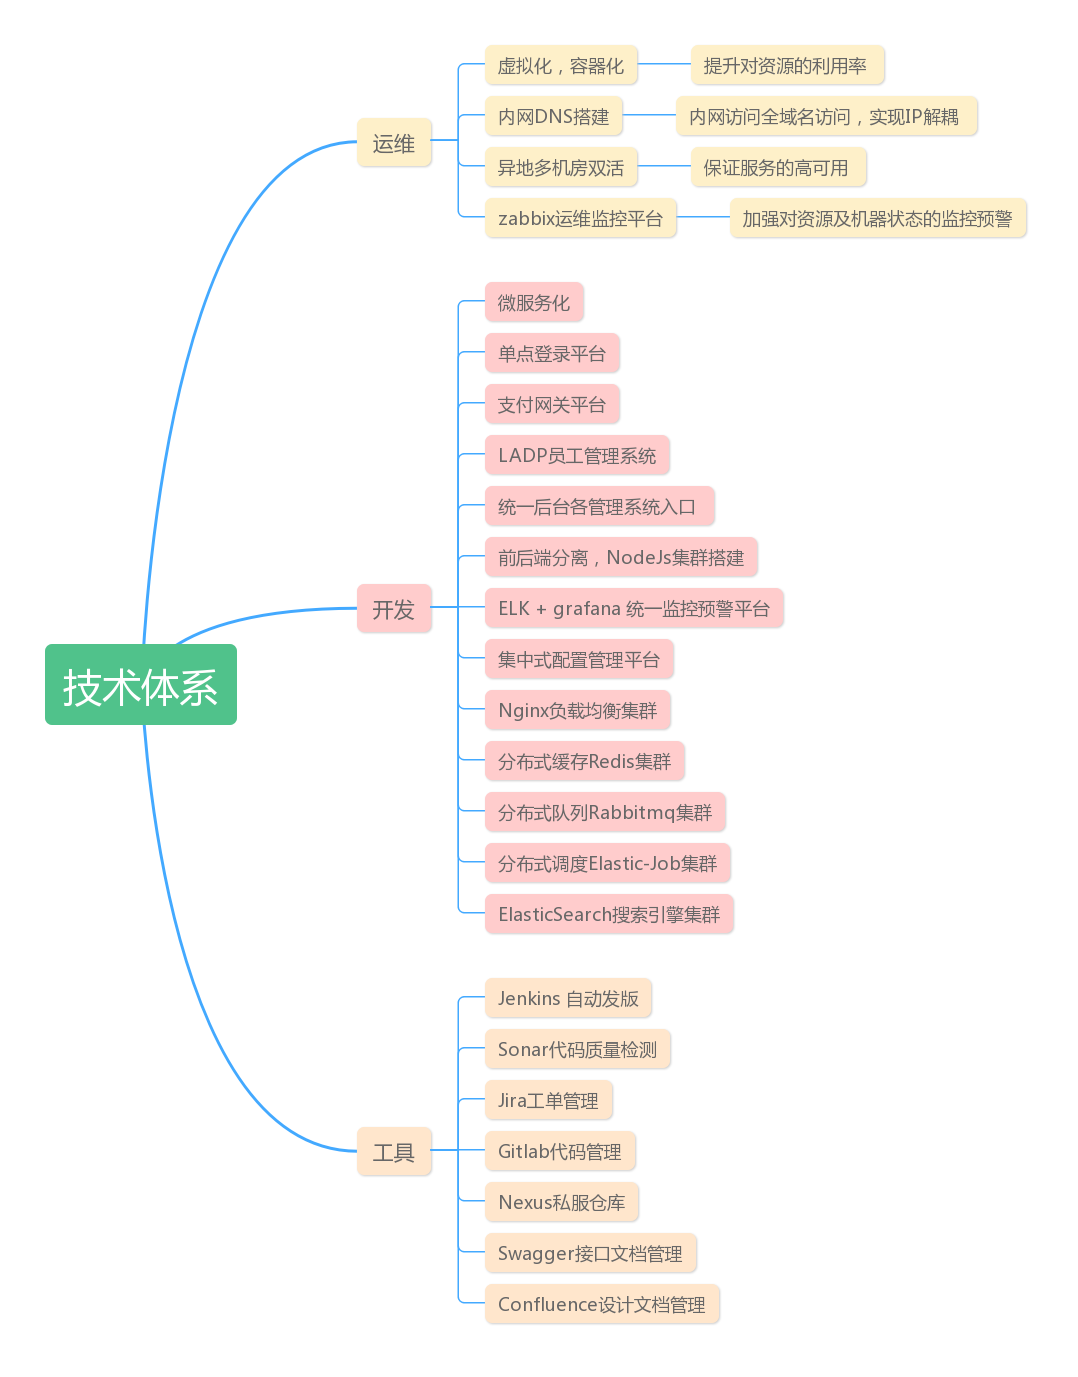 技术体系
运维
虚拟化，容器化
提升对资源的利用率
内网DNS搭建
内网访问全域名访问，实现IP解耦
异地多机房双活
保证服务的高可用
zabbix运维监控平台
加强对资源及机器状态的监控预警
开发
微服务化
单点登录平台
支付网关平台
LADP员工管理系统
统一后台各管理系统入口
前后端分离，NodeJs集群搭建
ELK + grafana 统一监控预警平台
集中式配置管理平台
Nginx负载均衡集群
分布式缓存Redis集群
分布式队列Rabbitmq集群
分布式调度Elastic-Job集群
ElasticSearch搜索引擎集群
工具
Jenkins 自动发版
Sonar代码质量检测
Jira工单管理
Gitlab代码管理
Nexus私服仓库
Swagger接口文档管理
Confluence设计文档管理